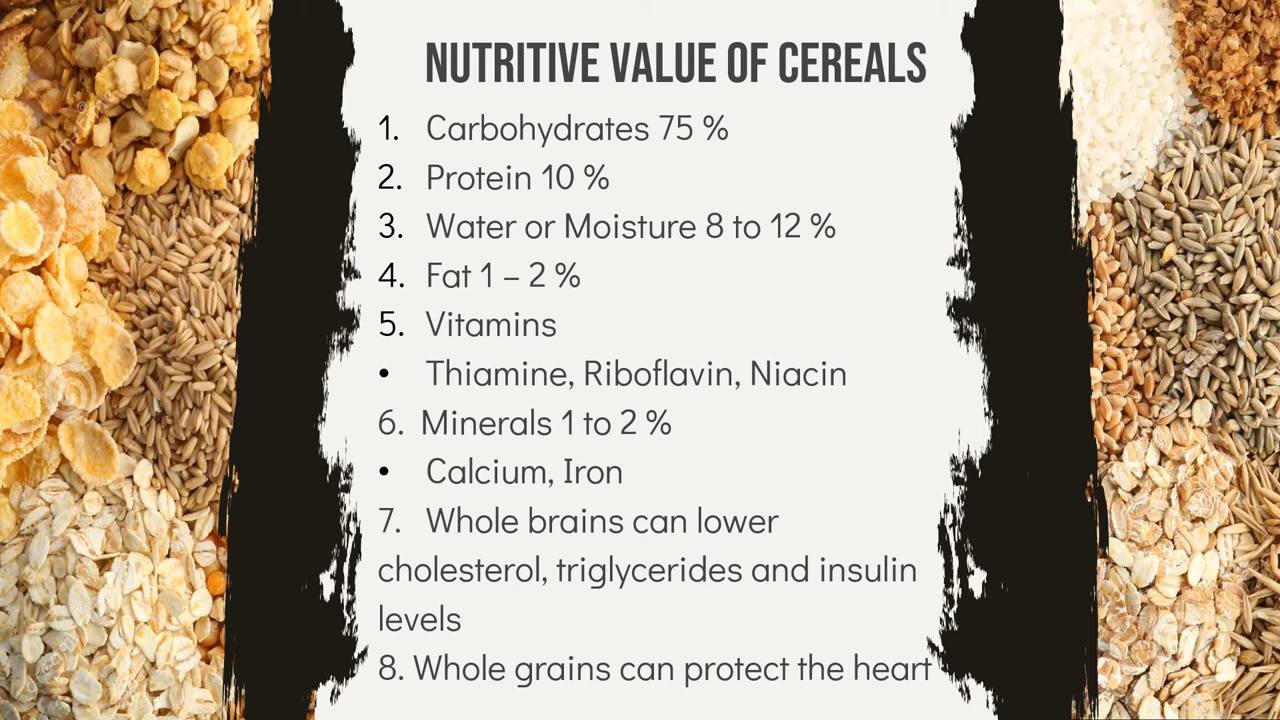 NUTRITIVE VALUE OF CEREALS
1. Carbohydrates 75 %
2. Protein 10 %
3. Water or Moisture 8 to 12 %
4. Fat 1 – 2 %
5. Vitamins
• Thiamine, Riboflavin, Niacin
6. Minerals 1 to 2 %
• Calcium, Iron
7. Whole brains can lower
cholesterol, triglycerides and insulin
levels
8. Whole grains can protect the heart